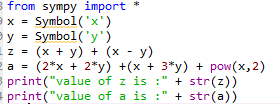 from sympy import *
x = Symbol('x')
y = Symbol('y')
z = (x + y) + (x - y)
a = (2*x + 2*y) +(x + 3*y) + pow(x,2)
print("value of z is :" + str(z))
print("value of a is :" + str(a))